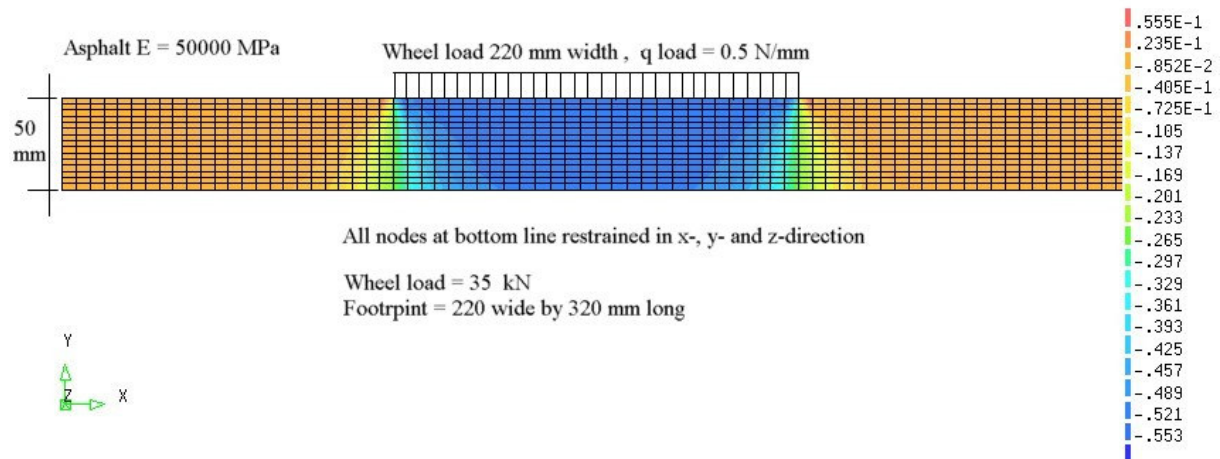 Asphalt E = 50000 MPa
Wheel load 220 mm width , q load = 0.5 N/mm
50
mm
All nodes at bottom line restrained in x-, y- and z-direction
Wheel load = 35 kN
Footrpint = 220 wide by 320 mm long
Y
Z
X
.555E-1
.235E-1
-.852E-2
-.405E-1
-.725E-1
-.105
-.137
-.169
-.201
-.233
-.265
-.297
-.329
-.361
-.393
-.425
-.457
-.489
-.521
-.553